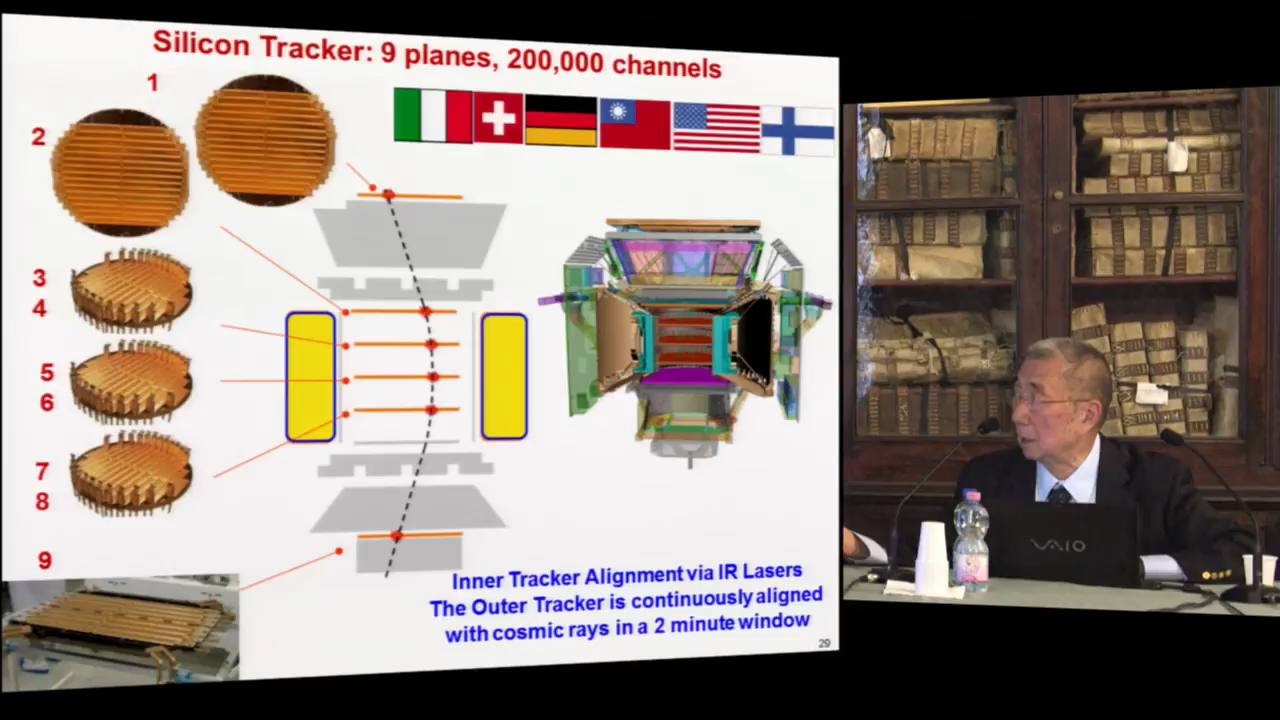 Silicon Tracker: 9 planes, 200,000 channels
1
2
3
4
5
6
7
8
9
Inner Tracker Alignment via IR Lasers
The Outer Tracker is continuously aligned
with cosmic rays in a 2 minute window
29
VAIO